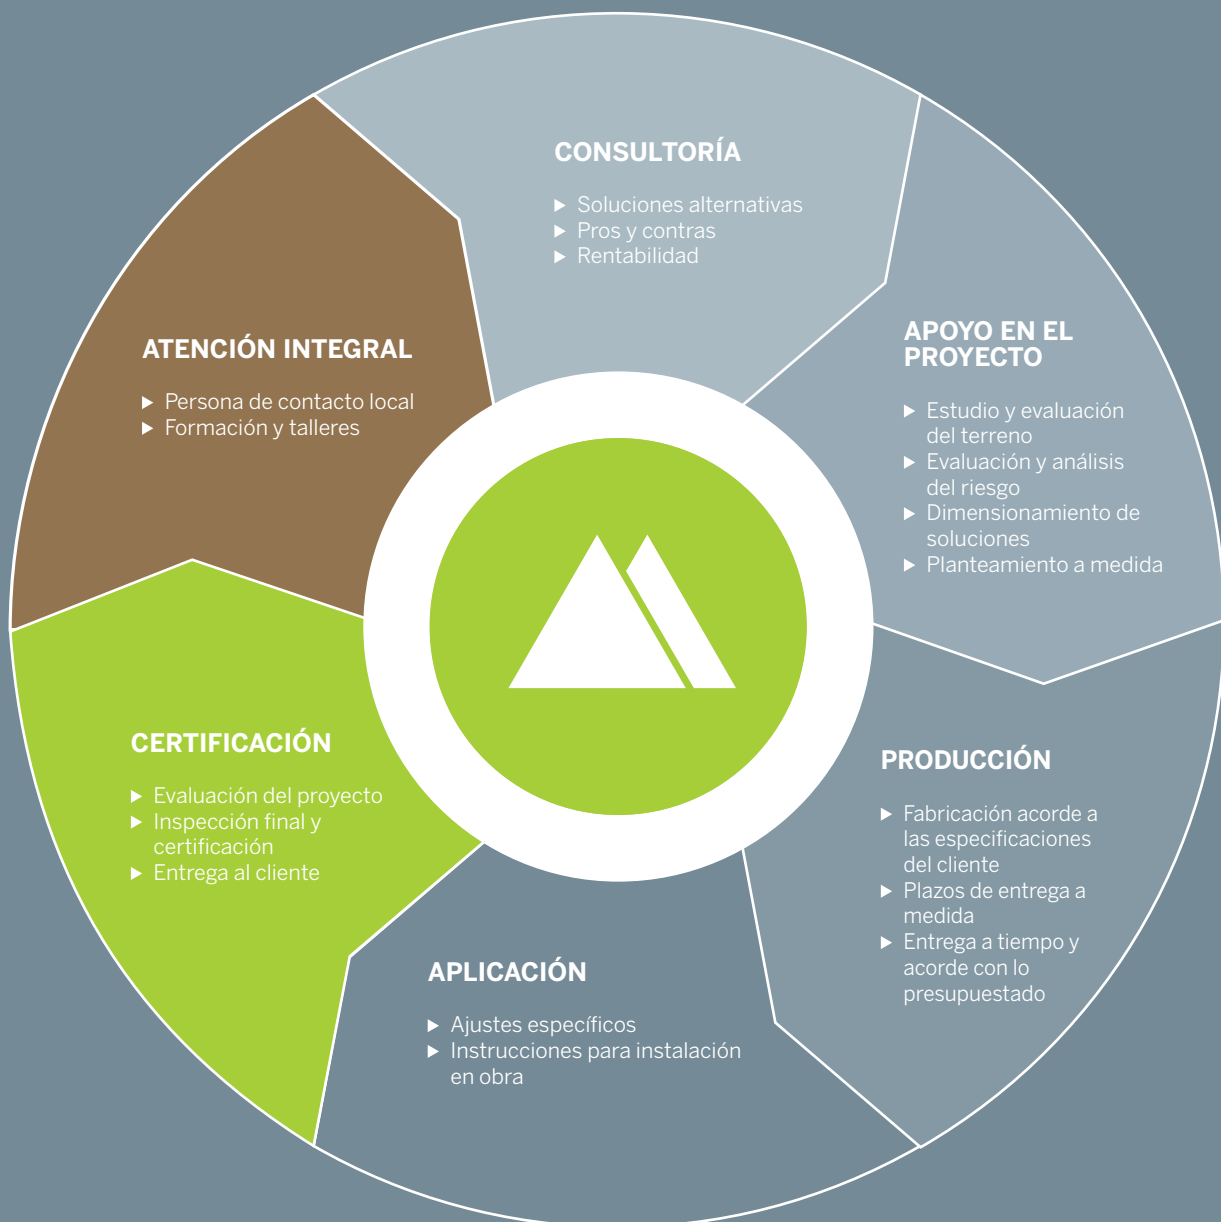 CONSULTORÍA
▶ Soluciones alternativas
▶ Pros y contras
▶ Rentabilidad
APOYO EN EL
PROYECTO
▶ Estudio y evaluación
del terreno
▶ Evaluación y análisis
del riesgo
▶ Dimensionamiento de
soluciones
▶ Planteamiento a medida
PRODUCCIÓN
▶ Fabricación acorde a
las especificaciones
del cliente
▶ Plazos de entrega a
medida
▶ Entrega a tiempo y
acorde con lo
presupuestado
APLICACIÓN
▶ Ajustes específicos
▶ Instrucciones para instalación
en obra
CERTIFICACIÓN
▶ Evaluación del proyecto
▶ Inspección final y
certificación
▶ Entrega al cliente
ATENCIÓN INTEGRAL
▶ Persona de contacto local
▶ Formación y talleres